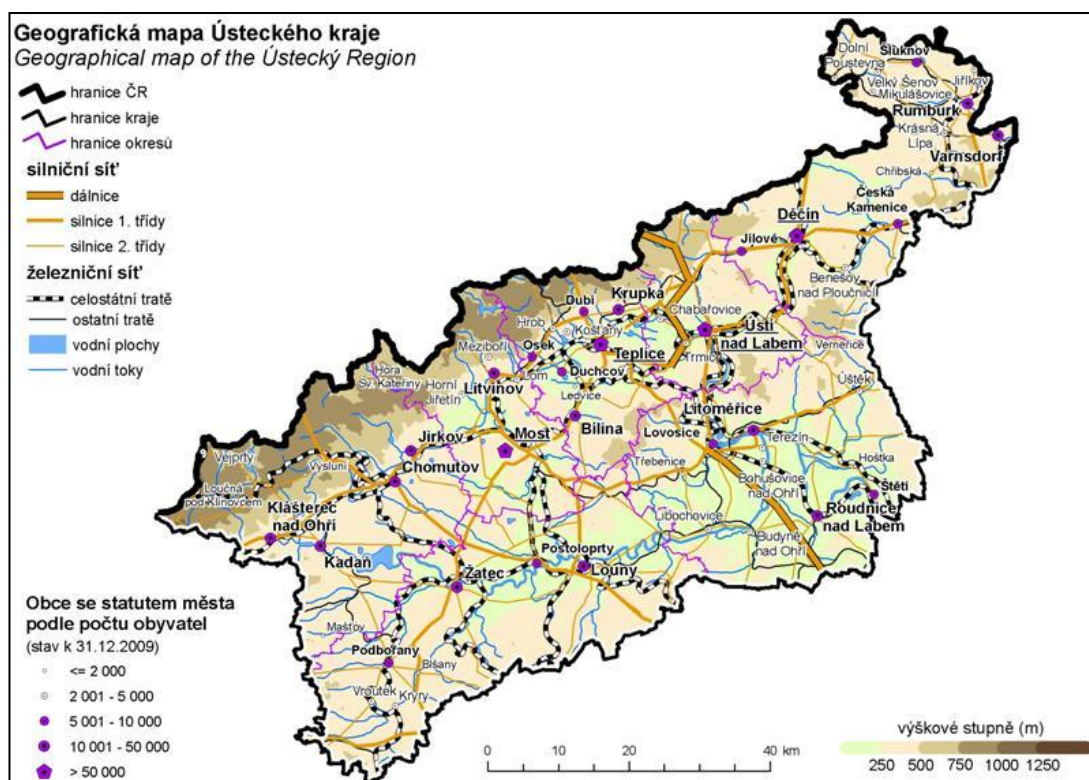 Geografická mapa Ústeckého kraje
Geographical map of the Ústecký Region
hranice ČR
hranice kraje
hranice okresů
silniční síť
dálnice
silnice 1. třídy
silnice 2. třídy
železniční síť
celostátní tratě
ostatní tratě
vodní plochy
vodní toky
Dolní
Poustevna
Šluknov
Velký Šenov
Mikulášovice
Jiříkov
Rumburk
Krásná
Lípa
Varnsdorf
Chřibská
Česká
Kamenice
Děčín
Jílové
Benešov
nad Ploučnicí
Krupka
Dubí
Chabařovice
Hrob
Košťany
Ústí
nad Labem
Meziboří
Osek
Teplice
Trmice
Verneřice
Hora
Sv. Kateřiny
Horní
Jiřetín
Lom
Duchcov
Litvínov
Ledvice
Úštěk
Litoměřice
Jirkov
Most
Bílina
Lovosice
Terezín
Vejprty
Výsluní
Chomutov
Třebenice
Hoštka
Loučná
pod Klínovcem
Bohušovice
nad Ohří
Štětí
Klášterec
nad Ohří
Libochovice
Roudnice
nad Labem
Kadaň
Postoloprty
Budyně
nad Ohří
Žatec
Louny
Mašťov
Podbořany
Blšany
Vroutek
Kryry
Obce se statutem města
podle počtu obyvatel
(stav k 31.12.2009)
<= 2 000
2 001 - 5 000
5 001 - 10 000
10 001 - 50 000
> 50 000
0 10 20 40 km
výškové stupně (m)
250 500 750 1000 1250